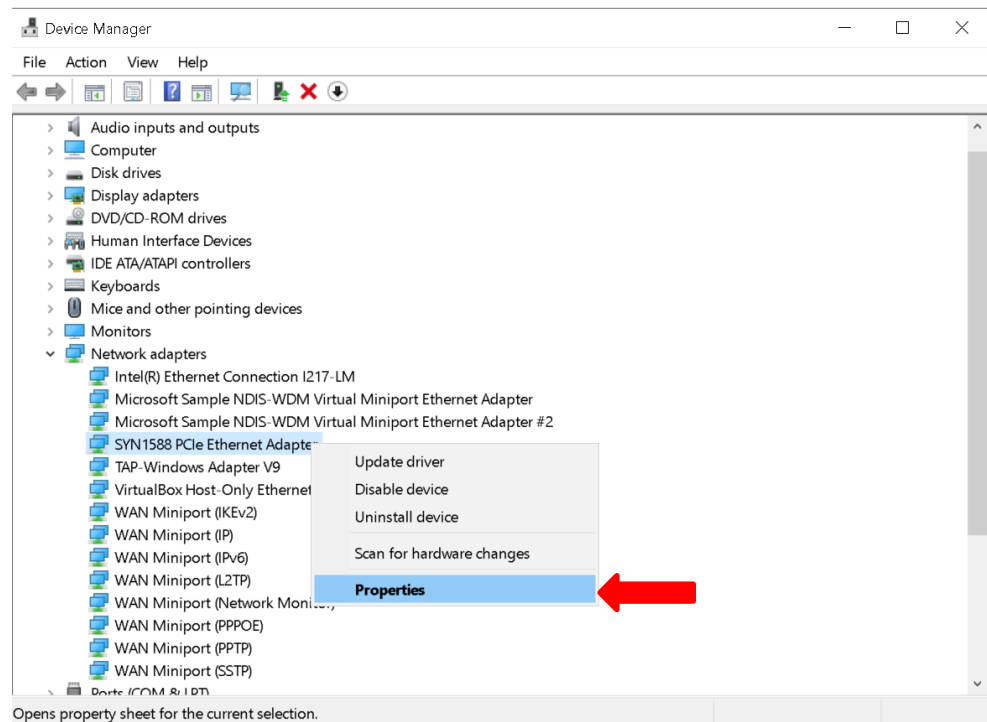 Device Manager
File Action View Help
Audio inputs and outputs
Computer
Disk drives
Display adapters
DVD/CD-ROM drives
Human Interface Devices
IDE ATA/ATAPI controllers
Keyboards
Mice and other pointing devices
Monitors
Network adapters
Intel(R) Ethernet Connection I217-LM
Microsoft Sample NDIS-WDM Virtual Miniport Ethernet Adapter
Microsoft Sample NDIS-WDM Virtual Miniport Ethernet Adapter #2
SYN1588 PCIe Ethernet Adapter
TAP-Windows Adapter V9
VirtualBox Host-Only Ethernet
WAN Miniport (IKEv2)
WAN Miniport (IP)
WAN Miniport (IPv6)
WAN Miniport (L2TP)
WAN Miniport (Network Monitor)
WAN Miniport (PPPOE)
WAN Miniport (PPTP)
WAN Miniport (SSTP)
Ports (COM & LPT)
Update driver
Disable device
Uninstall device
Scan for hardware changes
Properties
Opens property sheet for the current selection.